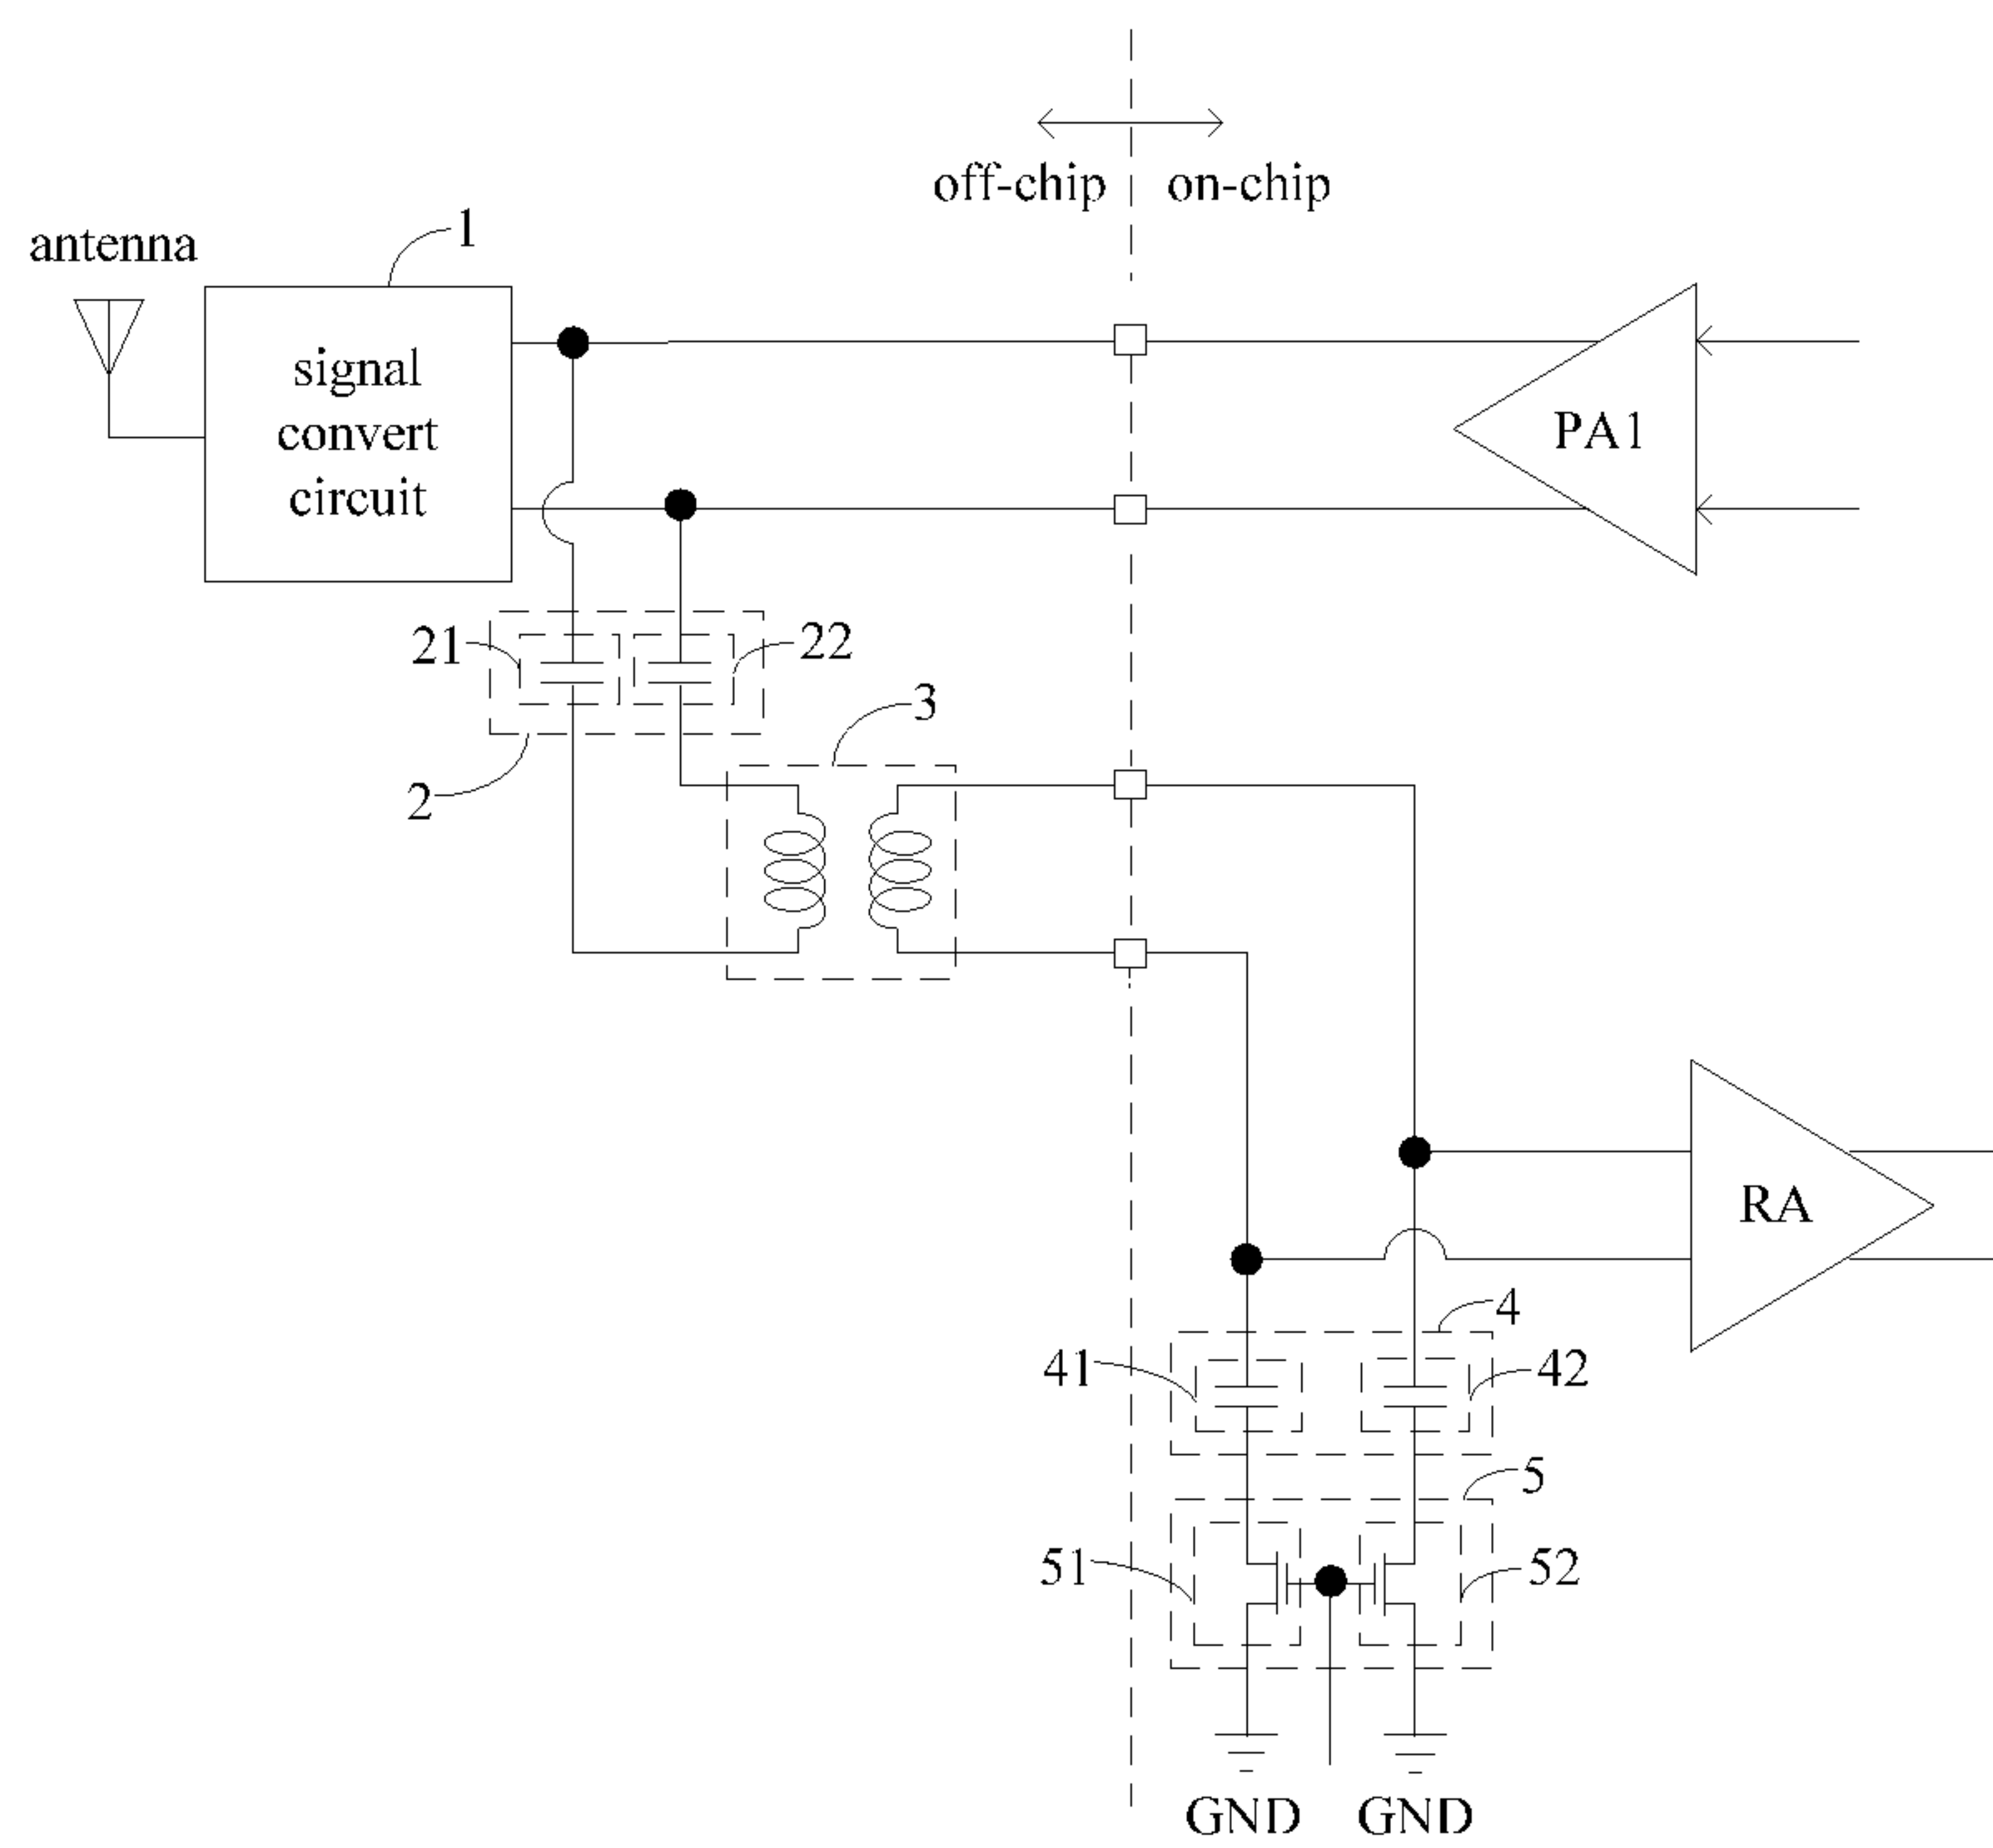 off-chip
on-chip
antenna
1
signal
convert
circuit
PA1
21
22
2
3
RA
4
41
42
5
51
52
GND
GND